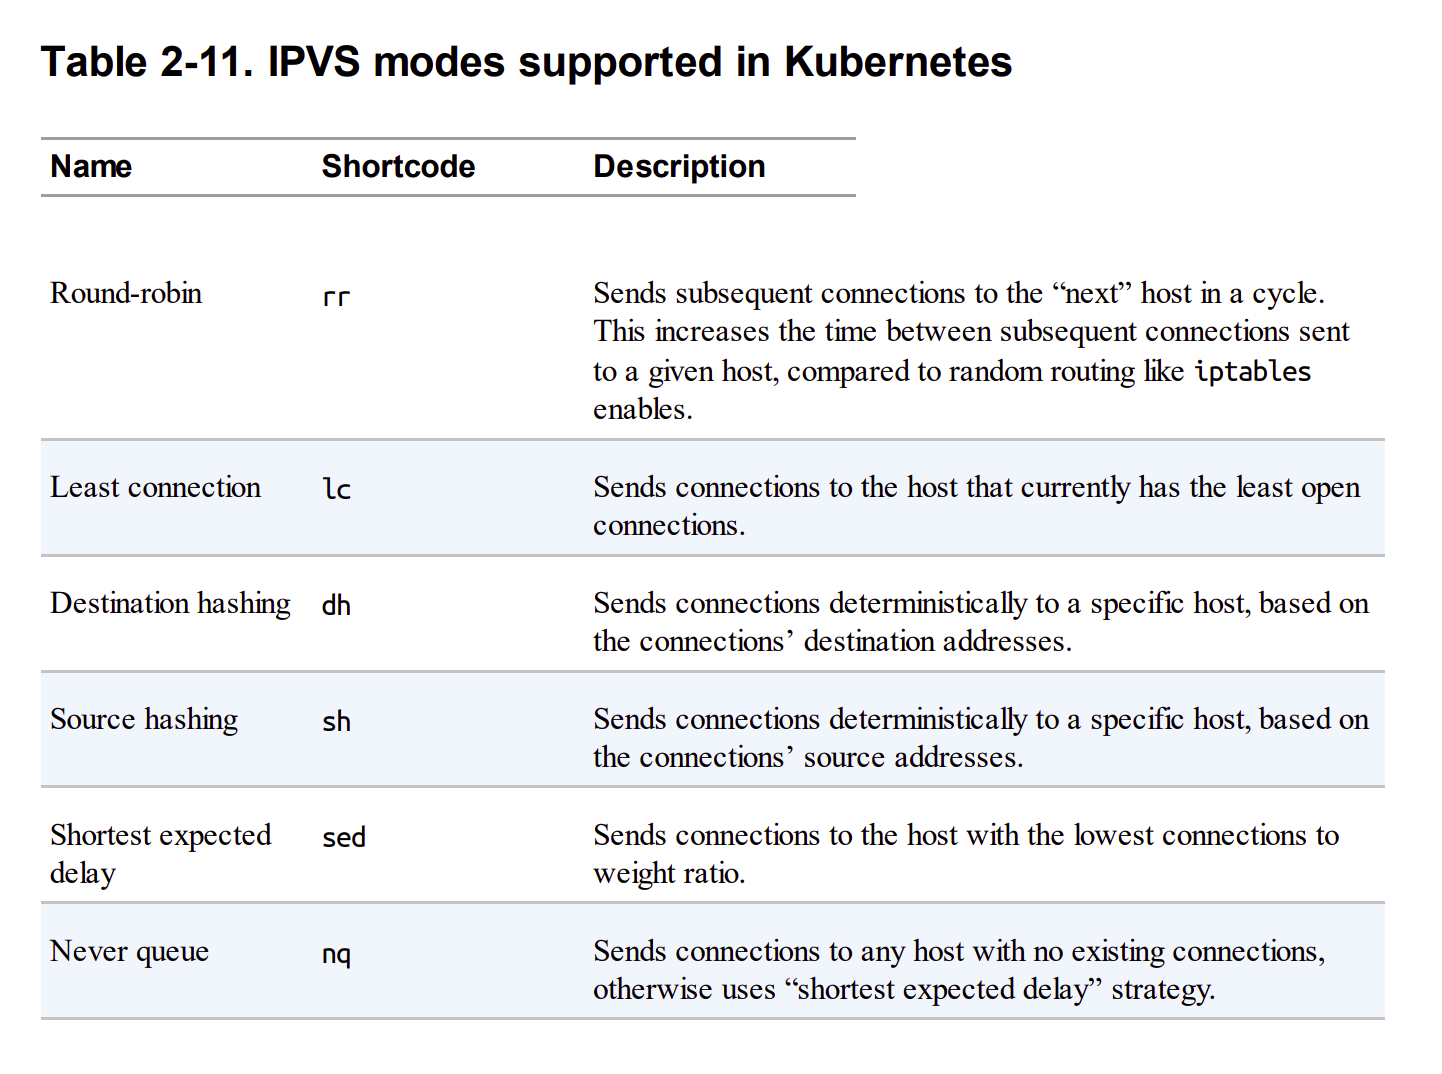 Table 2-11. IPVS modes supported in Kubernetes
Name Shortcode Description
Round-robin rr Sends subsequent connections to the “next” host in a cycle.
This increases the time between subsequent connections sent
to a given host, compared to random routing like iptables
enables.
Least connection lc Sends connections to the host that currently has the least open
connections.
Destination hashing dh Sends connections deterministically to a specific host, based on
the connections’ destination addresses.
Source hashing sh Sends connections deterministically to a specific host, based on
the connections’ source addresses.
Shortest expected sed Sends connections to the host with the lowest connections to
delay weight ratio.
Never queue nq Sends connections to any host with no existing connections,
otherwise uses “shortest expected delay” strategy.